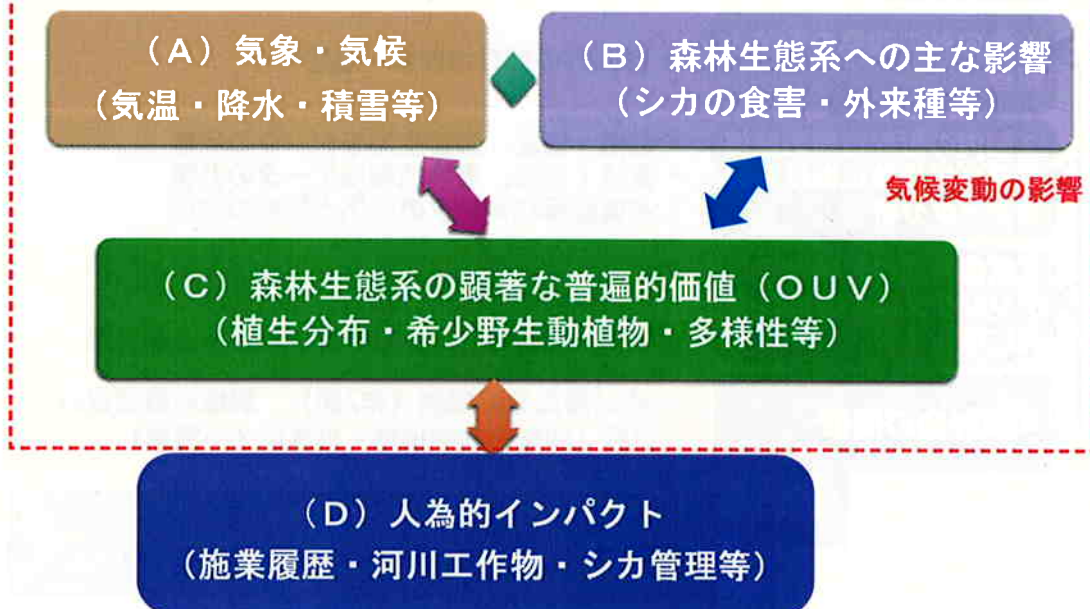 (A)気象・気候
(気温・降水・積雪等)
(B)森林生態系への主な影響
(シカの食害・外来種等)
気候変動の影響
(C)森林生態系の顕著な普遍的価値(OUV)
(植生分布・希少野生動植物・多様性等)
(D)人為的インパクト
(施業履歴・河川工作物・シカ管理等)